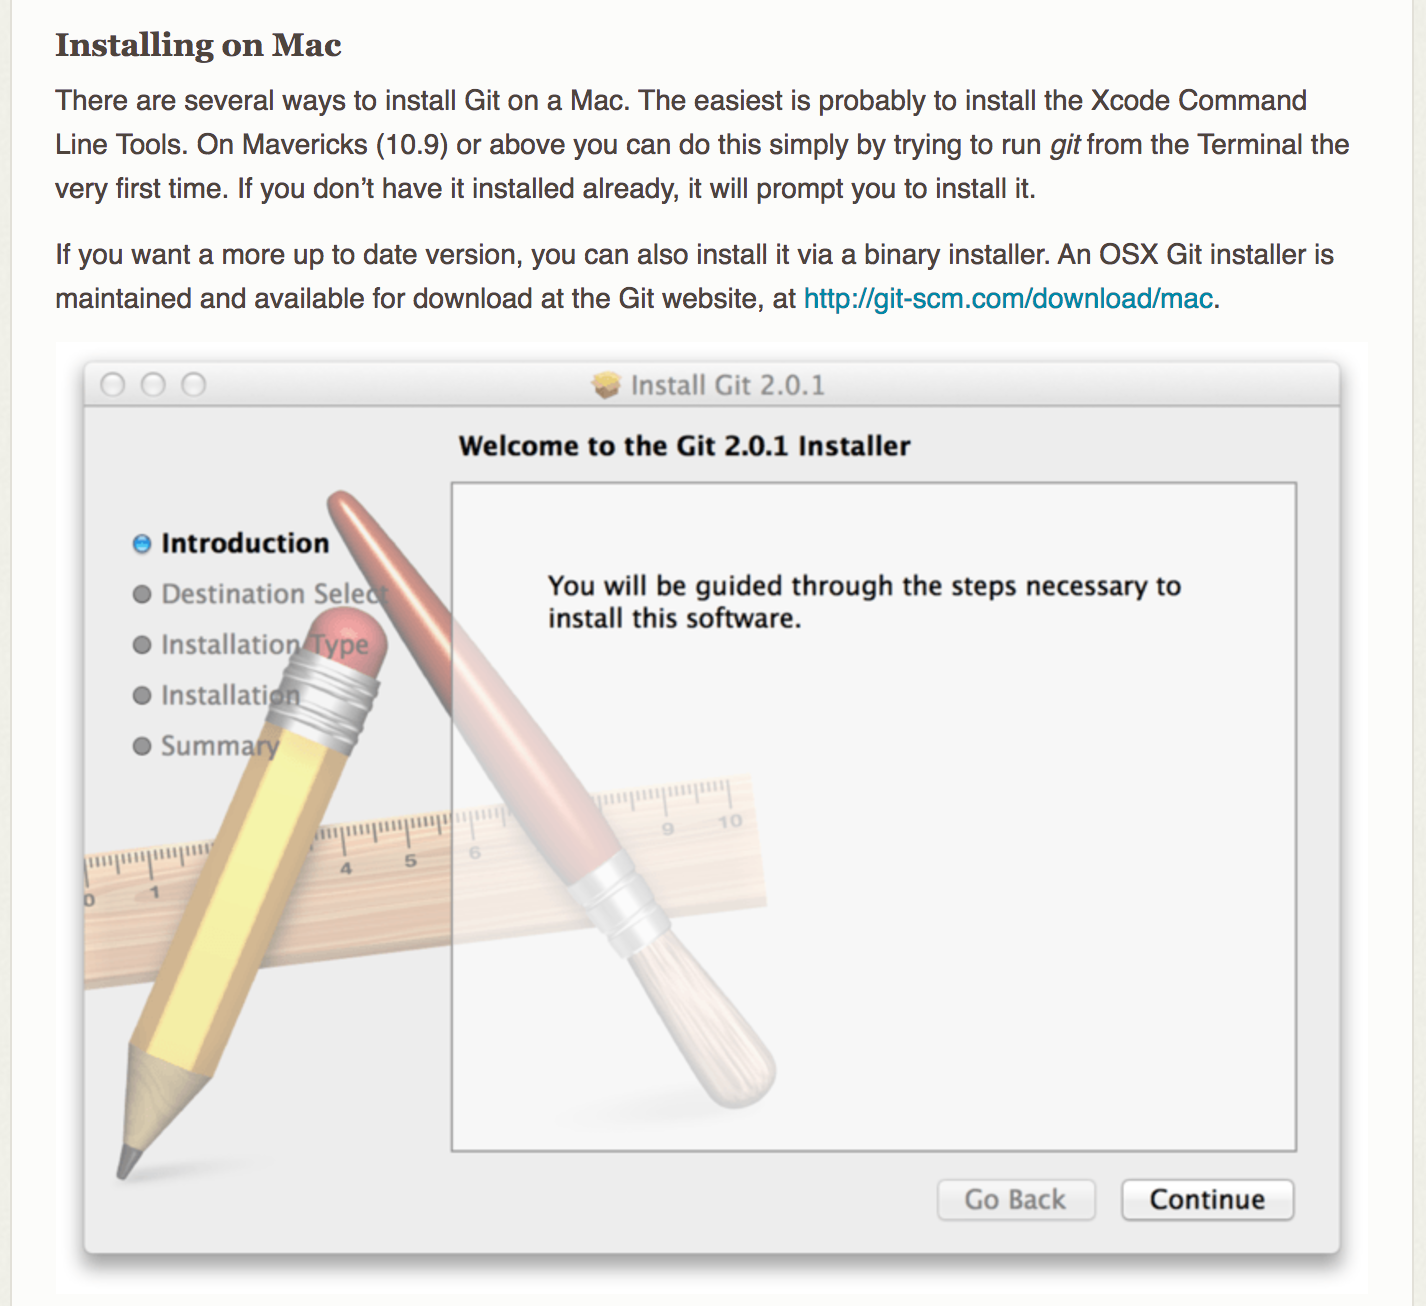 Installing on Mac
There are several ways to install Git on a Mac. The easiest is probably to install the Xcode Command
Line Tools. On Mavericks (10.9) or above you can do this simply by trying to run git from the Terminal the
very first time. If you don’t have it installed already, it will prompt you to install it.
If you want a more up to date version, you can also install it via a binary installer. An OSX Git installer is
maintained and available for download at the Git website, at http://git-scm.com/download/mac.
Install Git 2.0.1
Welcome to the Git 2.0.1 Installer
Introduction
Destination Select
Installation Type
Installation
Summary
You will be guided through the steps necessary to
install this software.
0 1 4 5 6 9 10
Go Back
Continue